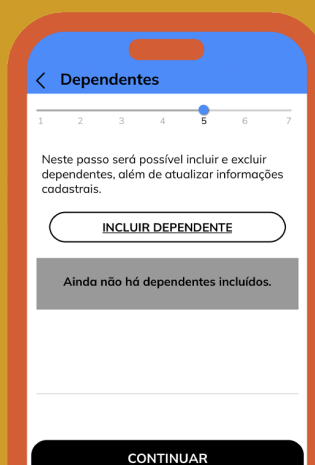 Dependentes
1 2 3 4 5 6 7
Neste passo será possível incluir e excluir
dependentes, além de atualizar informações
cadastrais.
INCLUIR DEPENDENTE
Ainda não há dependentes incluídos.
CONTINUAR